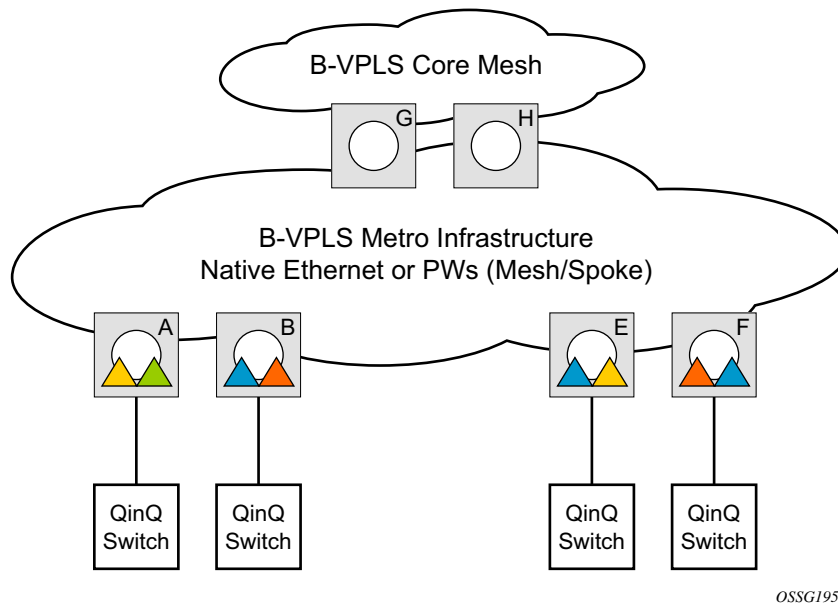 B-VPLS Core Mesh
G
H
B-VPLS Metro Infrastructure
Native Ethernet or PWs (Mesh/Spoke)
A
B
E
F
QinQ
Switch
QinQ
Switch
QinQ
Switch
QinQ
Switch
OSSG195